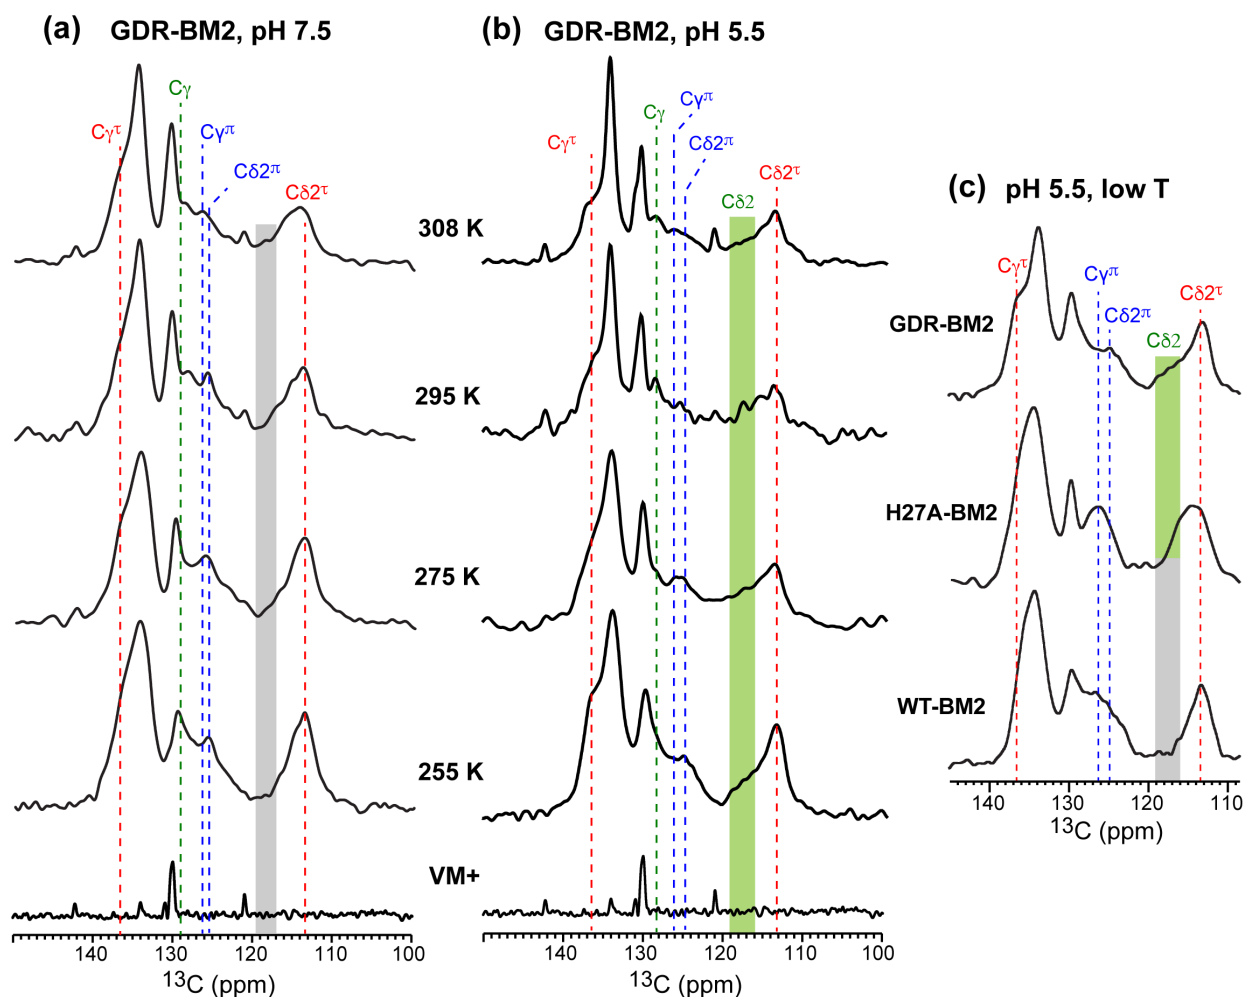 (a) GDR-BM2, pH 7.5
Cγ
Cγτ
Cγπ
Cδ2π
Cδ2τ
140 130 120 110 100
13C (ppm)
308 K
295 K
275 K
255 K
VM+
(b) GDR-BM2, pH 5.5
Cγπ
Cγ
Cγτ
Cδ2π
Cδ2τ
Cδ2
140 130 120 110 100
13C (ppm)
(c) pH 5.5, low T
Cγτ
Cγπ
Cδ2τ
Cδ2π
Cδ2
GDR-BM2
H27A-BM2
WT-BM2
140 130 120 110
13C (ppm)